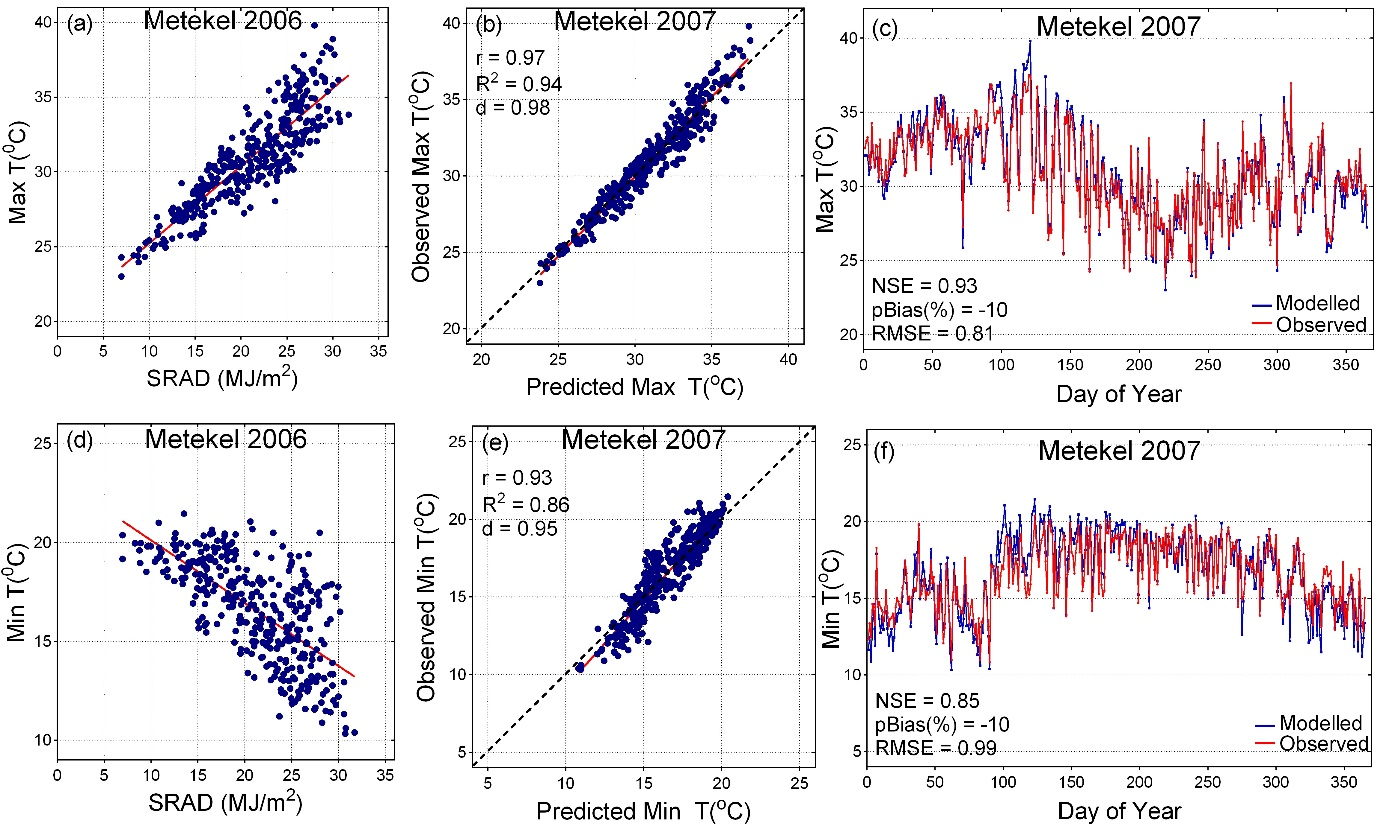 (a) Metekel 2006
40
35
30
25
20
Max T(⁰C)
0 5 10 15 20 25 30 35
SRAD (MJ/m²)
(b) Metekel 2007
r = 0.97
R² = 0.94
d = 0.98
40
35
30
25
20
Observed Max T(°C)
20 25 30 35 40
Predicted Max T(°C)
(c) Metekel 2007
40
35
30
25
20
Max T(°C)
NSE = 0.93
pBias(%) = -10
RMSE = 0.81
Modelled
Observed
0 50 100 150 200 250 300 350
Day of Year
(d) Metekel 2006
25
20
15
10
Min T(⁰C)
0 5 10 15 20 25 30 35
SRAD (MJ/m²)
(e) Metekel 2007
r = 0.93
R² = 0.86
d = 0.95
25
20
15
10
5
Observed Min T(°C)
5 10 15 20 25
Predicted Min T(°C)
(f) Metekel 2007
25
20
15
10
5
Min T(°C)
NSE = 0.85
pBias(%) = -10
RMSE = 0.99
Modelled
Observed
0 50 100 150 200 250 300 350
Day of Year